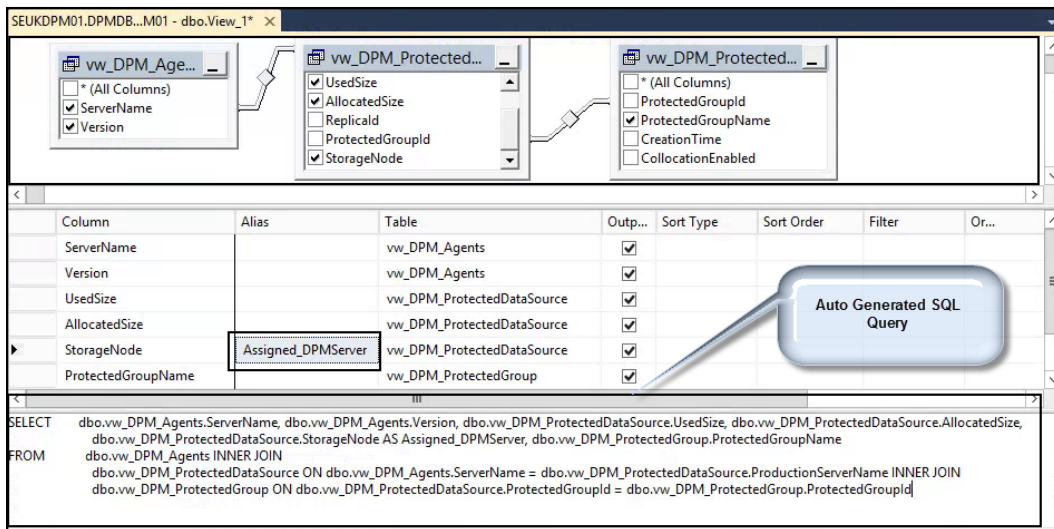 SEUKDPM01.DPMDB...M01 - dbo.View_1*
vw_DPM_Age...
* (All Columns)
ServerName
Version
vw_DPM_Protected...
UsedSize
AllocatedSize
ReplicaId
ProtectedGroupId
StorageNode
vw_DPM_Protected...
* (All Columns)
ProtectedGroupId
ProtectedGroupName
CreationTime
CollocationEnabled
Column Alias Table Outp... Sort Type Sort Order Filter Or...
ServerName vw_DPM_Agents
Version vw_DPM_Agents
UsedSize vw_DPM_ProtectedDataSource
AllocatedSize vw_DPM_ProtectedDataSource
StorageNode Assigned_DPMServer vw_DPM_ProtectedDataSource
ProtectedGroupName vw_DPM_ProtectedGroup
Auto Generated SQL
Query
SELECT dbo.vw_DPM_Agents.ServerName, dbo.vw_DPM_Agents.Version, dbo.vw_DPM_ProtectedDataSource.UsedSize, dbo.vw_DPM_ProtectedDataSource.AllocatedSize,
dbo.vw_DPM_ProtectedDataSource.StorageNode AS Assigned_DPMServer, dbo.vw_DPM_ProtectedGroup.ProtectedGroupName
FROM dbo.vw_DPM_Agents INNER JOIN
dbo.vw_DPM_ProtectedDataSource ON dbo.vw_DPM_Agents.ServerName = dbo.vw_DPM_ProtectedDataSource.ProductionServerName INNER JOIN
dbo.vw_DPM_ProtectedGroup ON dbo.vw_DPM_ProtectedDataSource.ProtectedGroupId = dbo.vw_DPM_ProtectedGroup.ProtectedGroupId